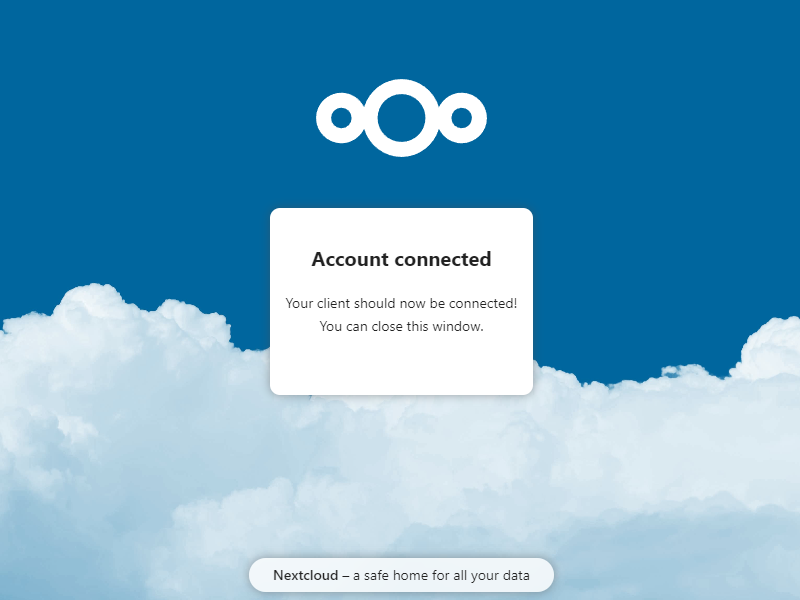 Account connected
Your client should now be connected!
You can close this window.
Nextcloud – a safe home for all your data